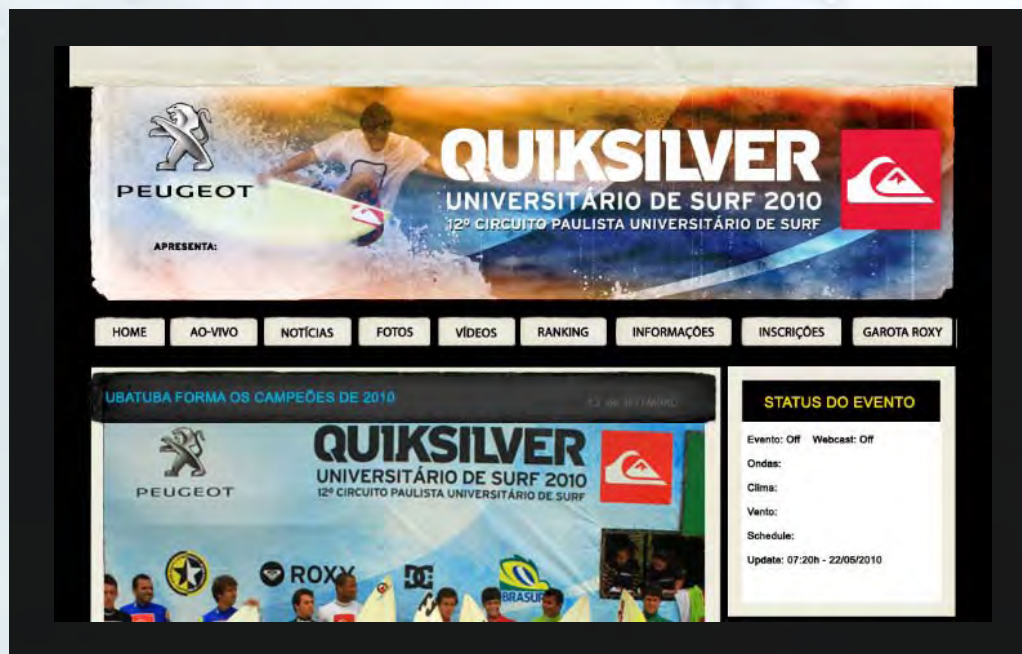 PEUGEOT
APRESENTA:
QUIKSILVER
UNIVERSITÁRIO DE SURF 2010
12º CIRCUITO PAULISTA UNIVERSITÁRIO DE SURF
HOME AO-VIVO NOTÍCIAS FOTOS VÍDEOS RANKING INFORMAÇÕES INSCRIÇÕES GAROTA ROXY
UBATUBA FORMA OS CAMPEÕES DE 2010
PEUGEOT
QUIKSILVER
UNIVERSITÁRIO DE SURF 2010
12º CIRCUITO PAULISTA UNIVERSITÁRIO DE SURF
ROXY
DC
BRASURF
STATUS DO EVENTO
Evento: Off Webcast: Off
Ondas:
Clima:
Vento:
Schedule:
Update: 07:20h - 22/05/2010